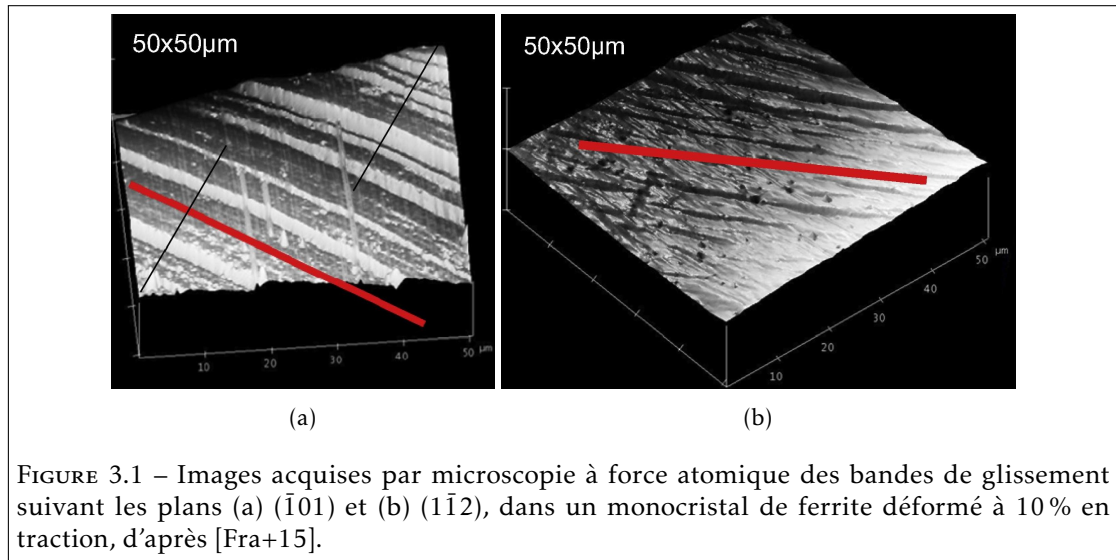 50x50µm
50x50µm
µm
10
20
30
40
50
10
20
30
40
50
µm
(a)
(b)
FIGURE 3.1 – Images acquises par microscopie à force atomique des bandes de glissement
suivant les plans (a) (1̄01) et (b) (11̄2), dans un monocristal de ferrite déformé à 10 % en
traction, d'après [Fra+15].